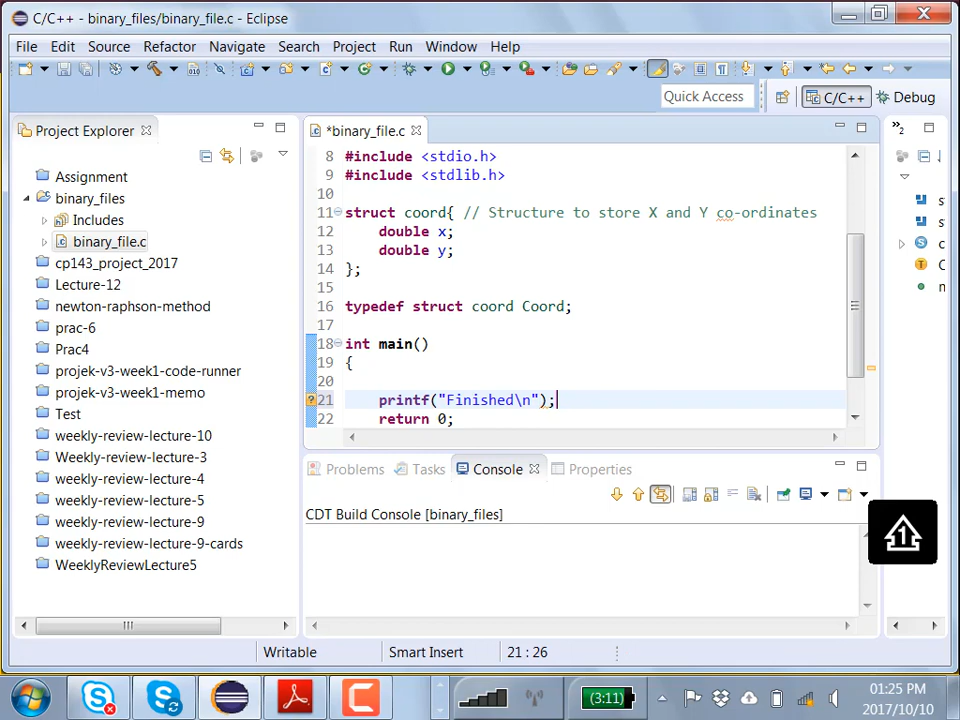 C/C++ - binary_files/binary_file.c - Eclipse
File Edit Source Refactor Navigate Search Project Run Window Help
Quick Access
C/C++
Debug
Project Explorer
*binary_file.c
2
Assignment
binary_files
Includes
binary_file.c
cp143_project_2017
Lecture-12
newton-raphson-method
prac-6
Prac4
projek-v3-week1-code-runner
projek-v3-week1-memo
Test
weekly-review-lecture-10
Weekly-review-lecture-3
weekly-review-lecture-4
weekly-review-lecture-5
weekly-review-lecture-9
weekly-review-lecture-9-cards
WeeklyReviewLecture5
8 #include <stdio.h>
9 #include <stdlib.h>
10
11 struct coord{ // Structure to store X and Y co-ordinates
12 double x;
13 double y;
14 };
15
16 typedef struct coord Coord;
17
18 int main()
19 {
20
21 printf("Finished\n");
22 return 0;
Problems Tasks Console Properties
CDT Build Console [binary_files]
Writable Smart Insert 21 : 26
(3:11)
01:25 PM
2017/10/10